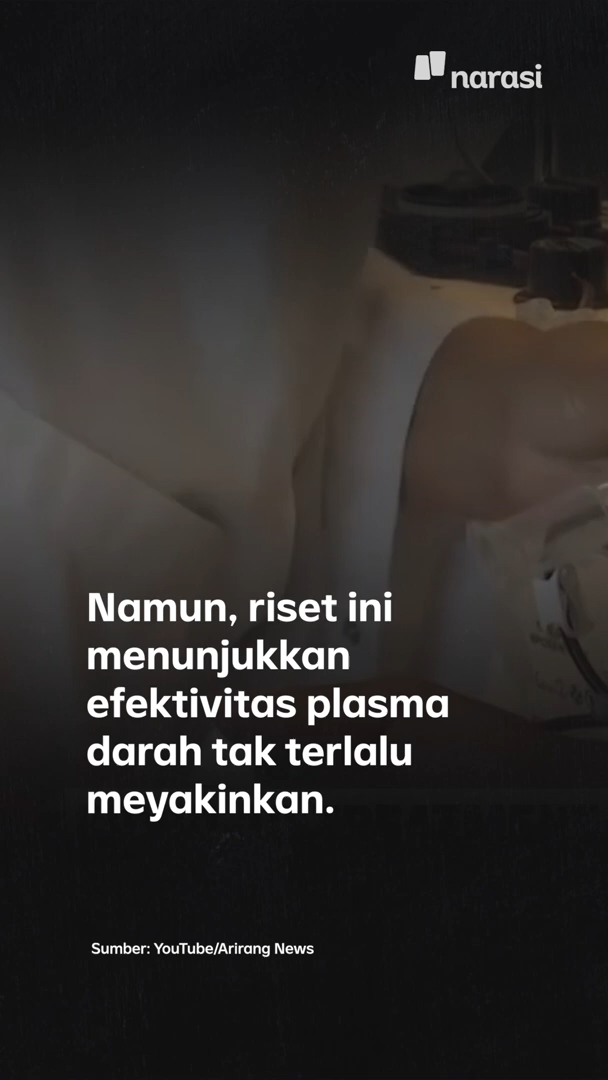 narasi
Namun, riset ini
menunjukkan
efektivitas plasma
darah tak terlalu
meyakinkan.
Sumber: YouTube/Arirang News